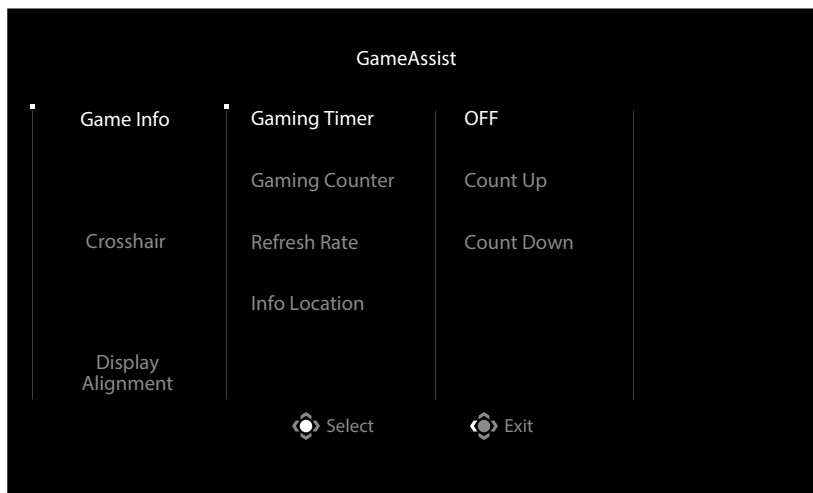 GameAssist
Game Info
Gaming Timer
OFF
Gaming Counter
Count Up
Crosshair
Refresh Rate
Count Down
Info Location
Display
Alignment
Select
Exit